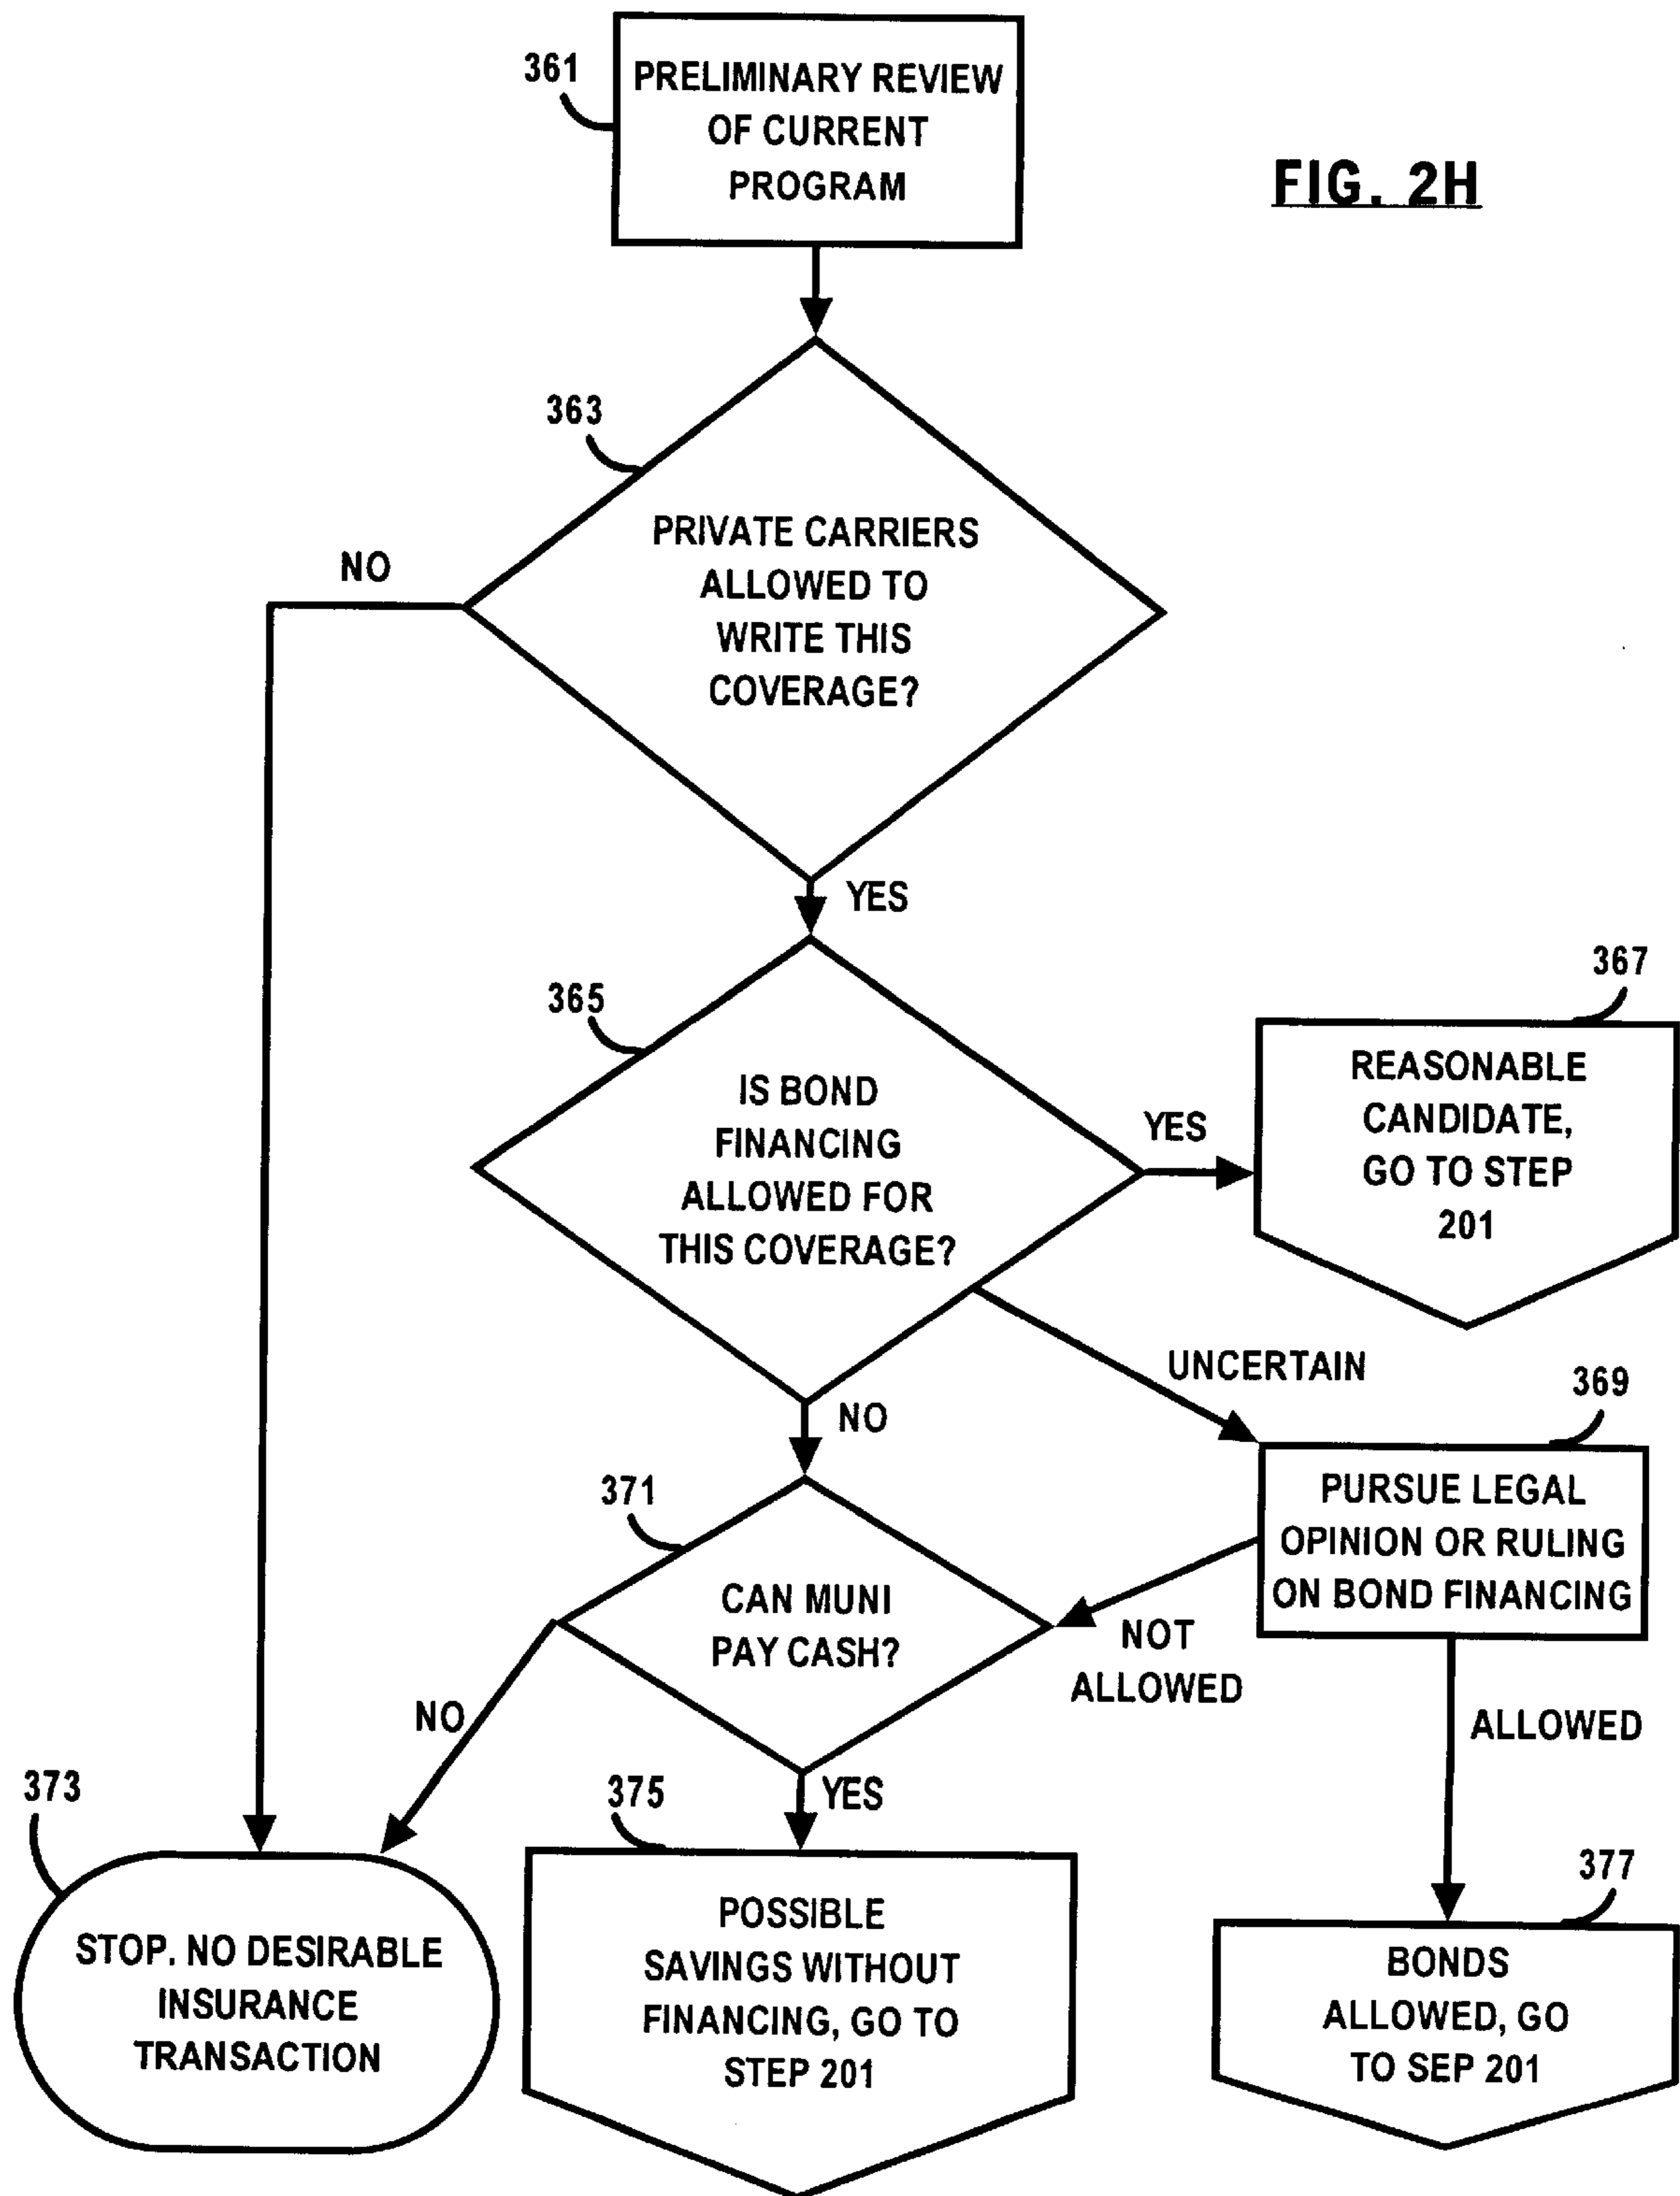 361
PRELIMINARY REVIEW
OF CURRENT
PROGRAM
FIG. 2H
363
PRIVATE CARRIERS
ALLOWED TO
WRITE THIS
COVERAGE?
NO
YES
365
IS BOND
FINANCING
ALLOWED FOR
THIS COVERAGE?
YES
367
REASONABLE
CANDIDATE,
GO TO STEP
201
UNCERTAIN
NO
369
PURSUE LEGAL
OPINION OR RULING
ON BOND FINANCING
371
CAN MUNI
PAY CASH?
NOT
ALLOWED
ALLOWED
NO
YES
373
STOP. NO DESIRABLE
INSURANCE
TRANSACTION
375
POSSIBLE
SAVINGS WITHOUT
FINANCING, GO TO
STEP 201
377
BONDS
ALLOWED, GO
TO SEP 201